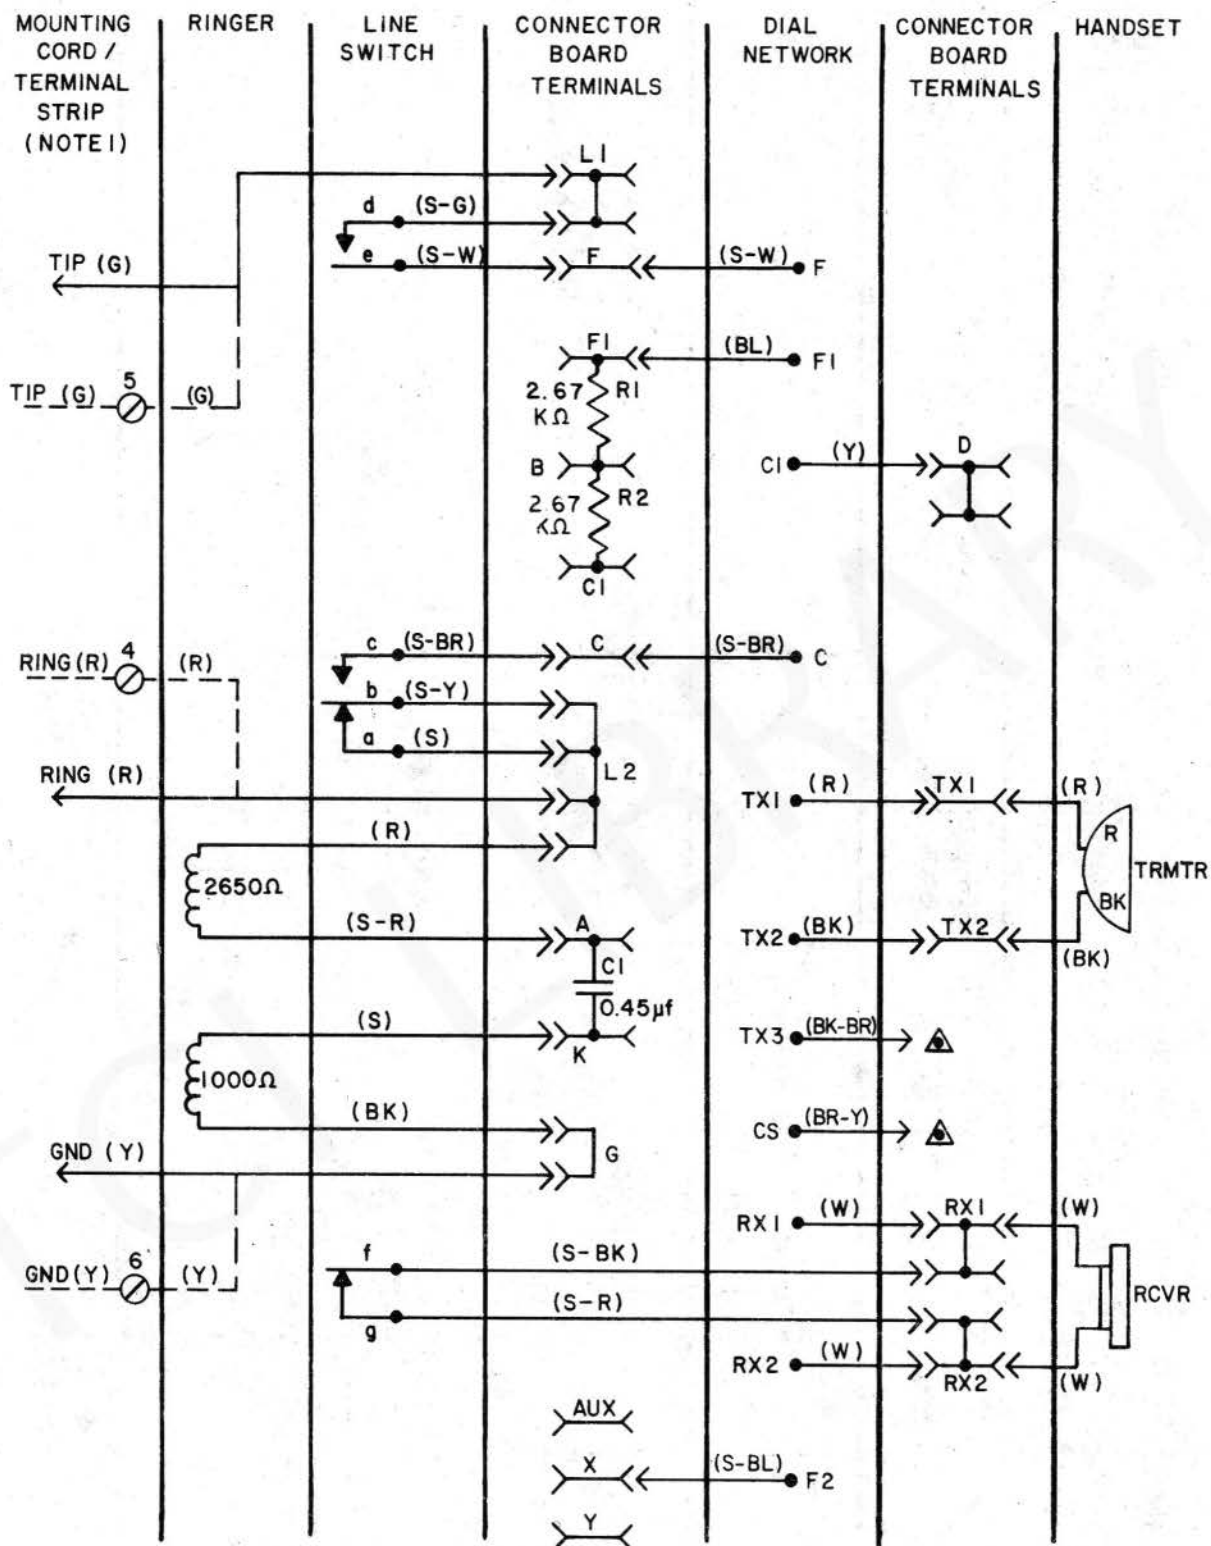 MOUNTING CORD / TERMINAL STRIP (NOTE 1)
RINGER
LINE SWITCH
CONNECTOR BOARD TERMINALS
DIAL NETWORK
CONNECTOR BOARD TERMINALS
HANDSET
L1
d (S-G)
TIP (G)
e (S-W) F (S-W) F
F1 (BL) F1
2.67 KΩ R1
TIP (G) 5 (G)
B
C1 (Y) D
2.67 KΩ R2
C1
RING (R) 4 (R)
c (S-BR) C (S-BR) C
b (S-Y)
a (S)
L2
RING (R)
TX1 (R) TX1 (R)
(R)
R
TRMTR
BK
2650Ω
(S-R) A
TX2 (BK) TX2 (BK)
C1
0.45µf
(S) K
TX3 (BK-BR)
1000Ω
(BK)
CS (BR-Y)
GND (Y)
G
RX1 (W) RX1 (W)
f (S-BK)
GND (Y) 6 (Y)
RCVR
g (S-R)
RX2 (W) RX2 (W)
AUX
X (S-BL) F2
Y
TCI LIBRARY